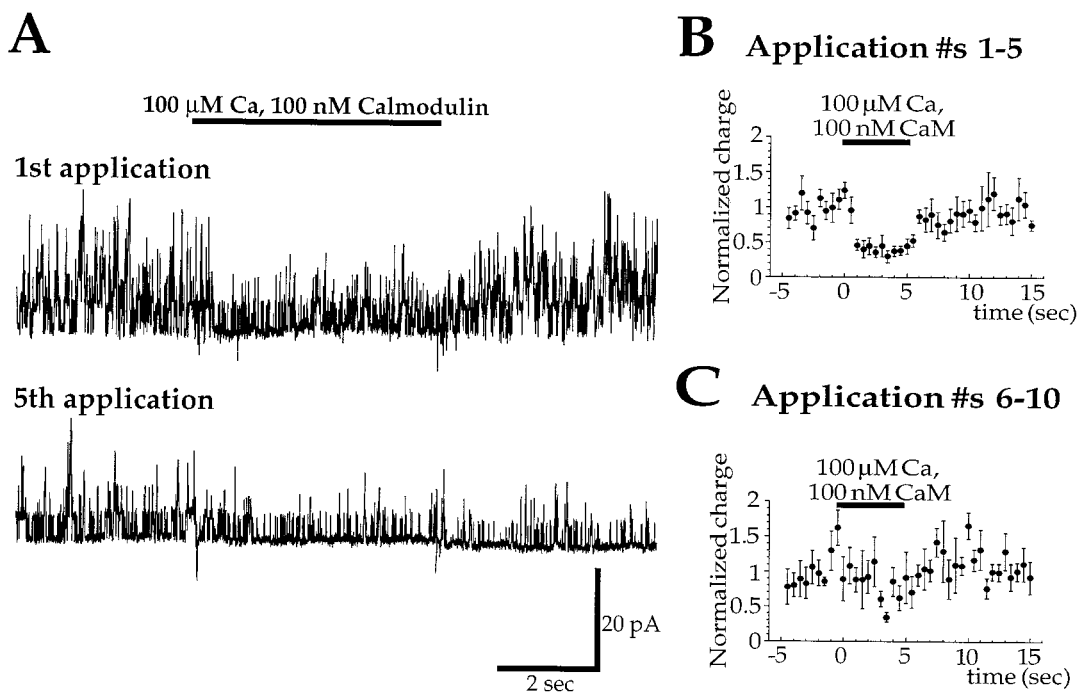 A
100 µM Ca, 100 nM Calmodulin
1st application
5th application
20 pA
2 sec
B Application #s 1-5
100 µM Ca,
100 nM CaM
Normalized charge
2
1.5
1
0.5
0
-5 0 5 10 15
time (sec)
C Application #s 6-10
100 µM Ca,
100 nM CaM
Normalized charge
2
1.5
1
0.5
0
-5 0 5 10 15
time (sec)